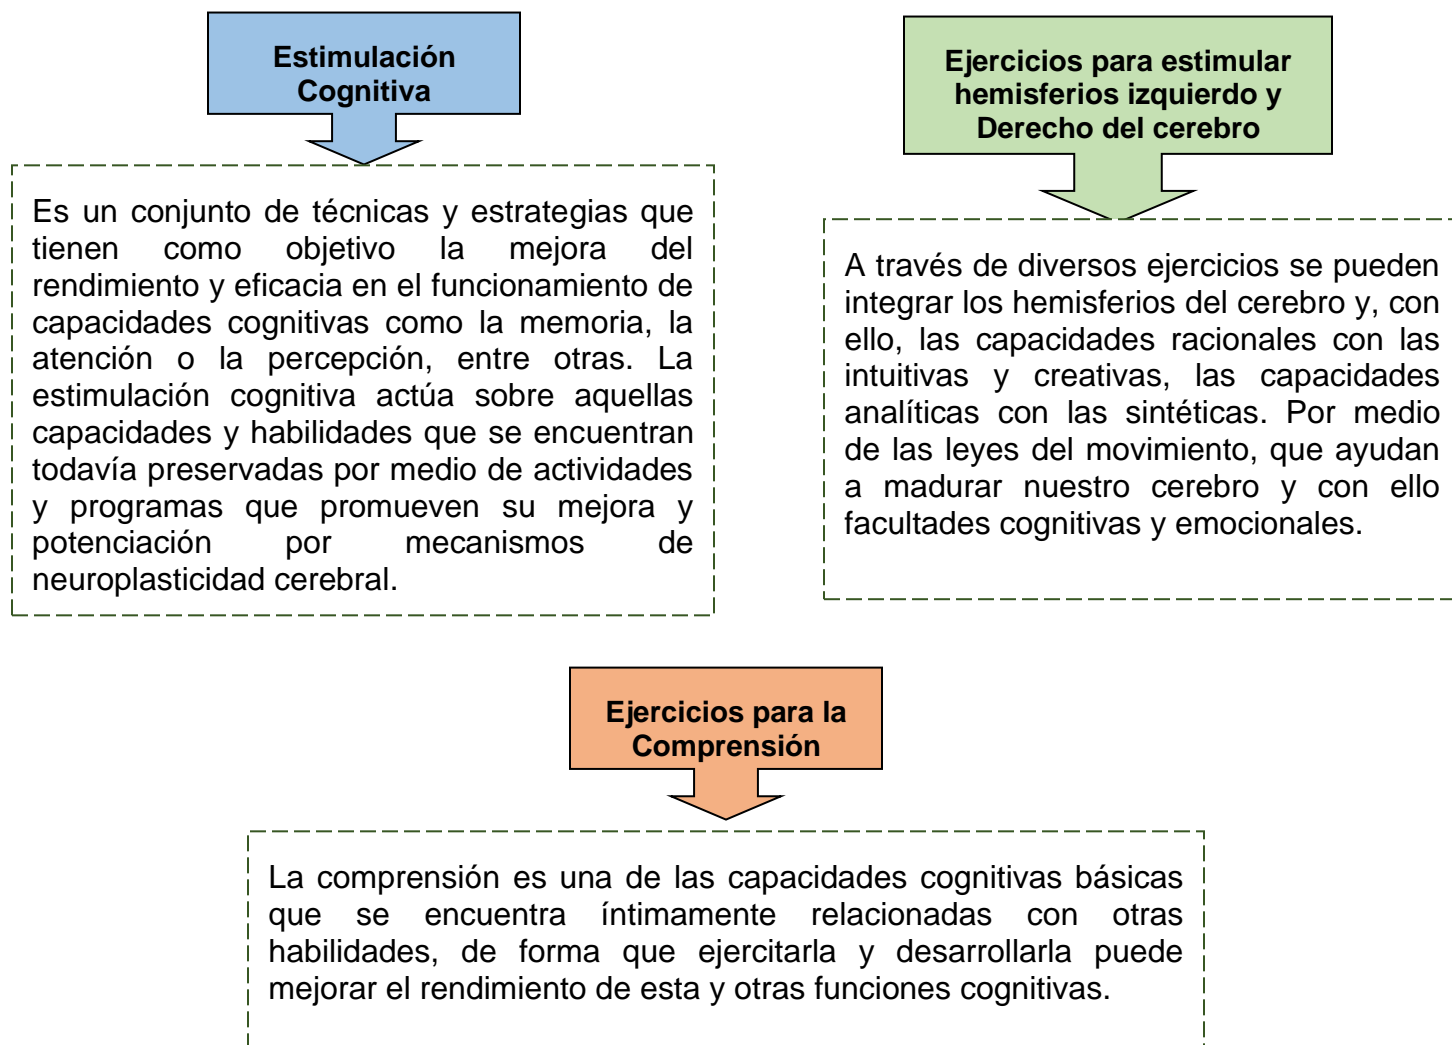 Estimulación
Cognitiva
Es un conjunto de técnicas y estrategias que
tienen como objetivo la mejora del
rendimiento y eficacia en el funcionamiento de
capacidades cognitivas como la memoria, la
atención o la percepción, entre otras. La
estimulación cognitiva actúa sobre aquellas
capacidades y habilidades que se encuentran
todavía preservadas por medio de actividades
y programas que promueven su mejora y
potenciación por mecanismos de
neuroplasticidad cerebral.
Ejercicios para estimular
hemisferios izquierdo y
Derecho del cerebro
A través de diversos ejercicios se pueden
integrar los hemisferios del cerebro y, con
ello, las capacidades racionales con las
intuitivas y creativas, las capacidades
analíticas con las sintéticas. Por medio
de las leyes del movimiento, que ayudan
a madurar nuestro cerebro y con ello
facultades cognitivas y emocionales.
Ejercicios para la
Comprensión
La comprensión es una de las capacidades cognitivas básicas
que se encuentra íntimamente relacionadas con otras
habilidades, de forma que ejercitarla y desarrollarla puede
mejorar el rendimiento de esta y otras funciones cognitivas.